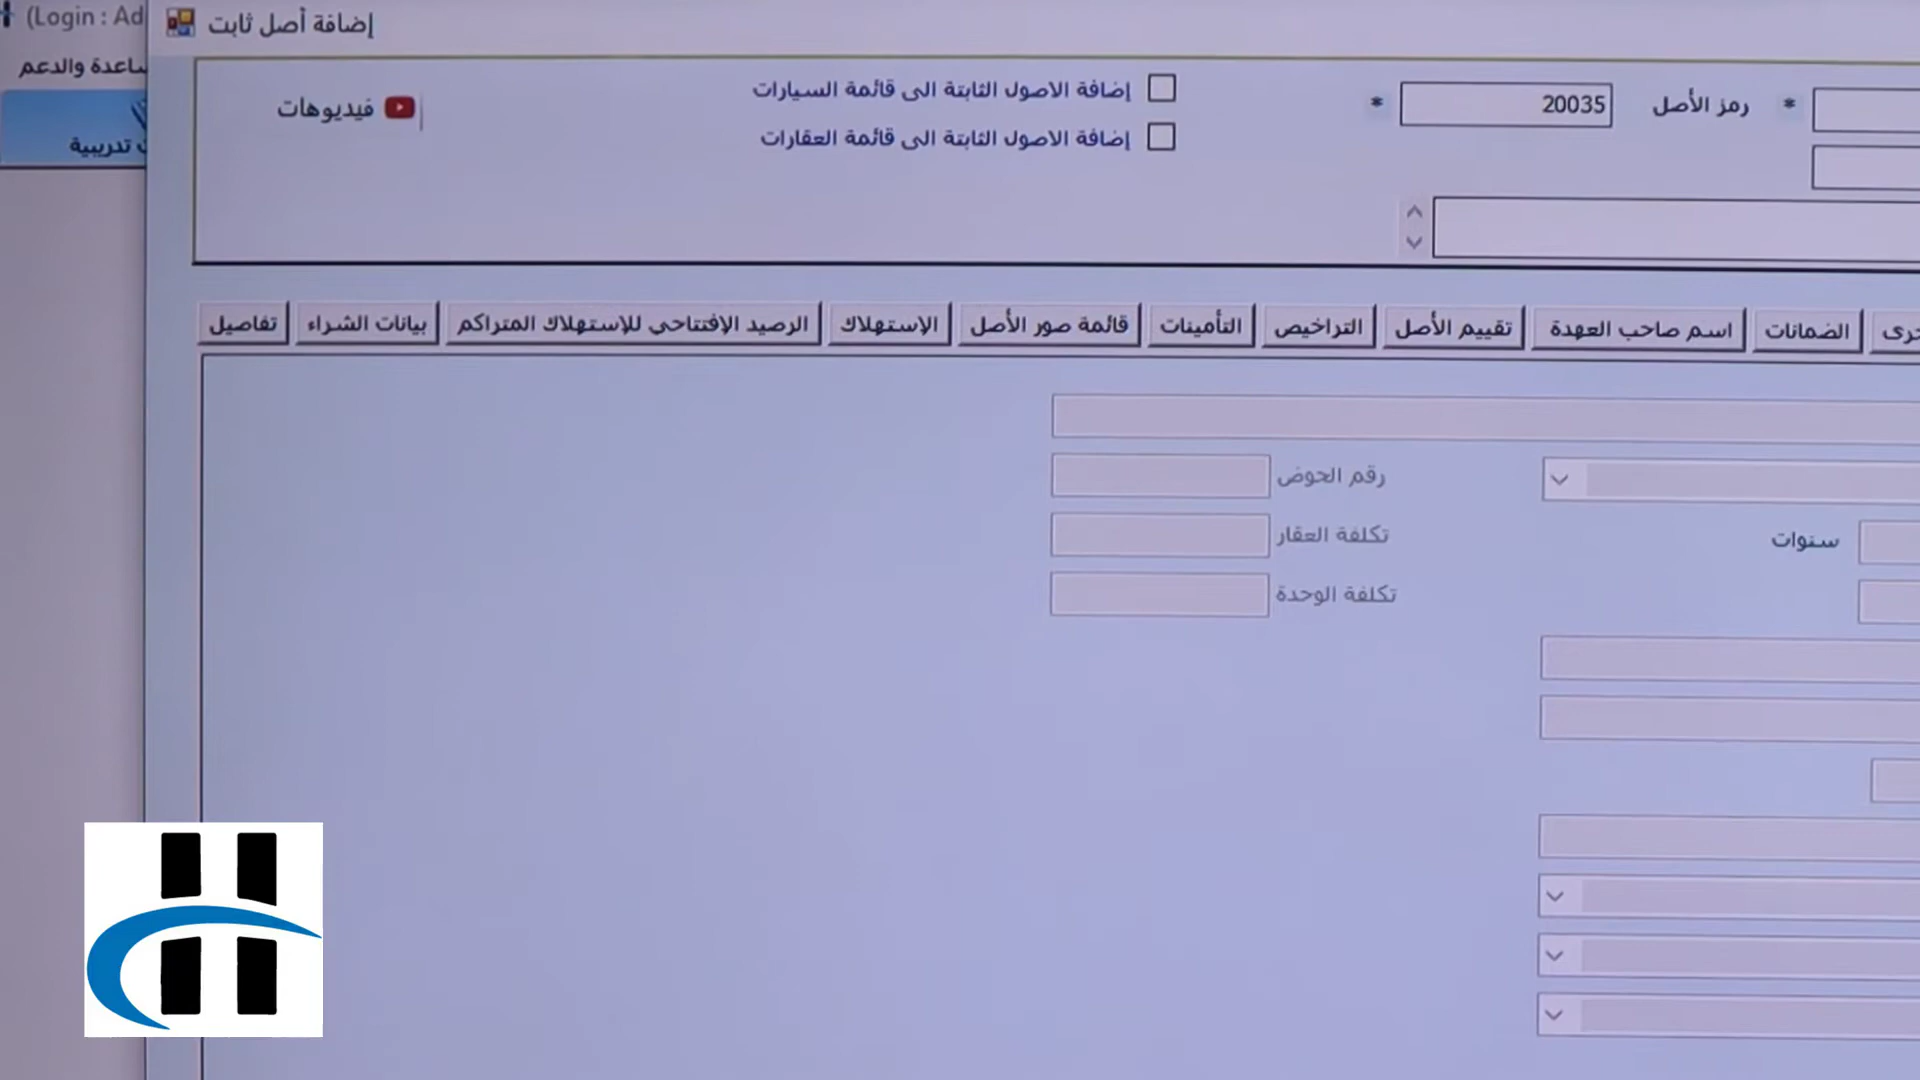 (Login : Ad
إضافة أصل ثابت
والدعم
تدريبية
رمز الأصل
*
20035
*
إضافة الاصول الثابتة الى قائمة السيارات
إضافة الاصول الثابتة الى قائمة العقارات
فيديوهات
الضمانات
اسم صاحب العهدة
تقييم الأصل
التراخيص
التأمينات
قائمة صور الأصل
الإستهلاك
الرصيد الإفتتاحي للإستهلاك المتراكم
بيانات الشراء
تفاصيل
رقم الحوض
سنوات
تكلفة العقار
تكلفة الوحدة